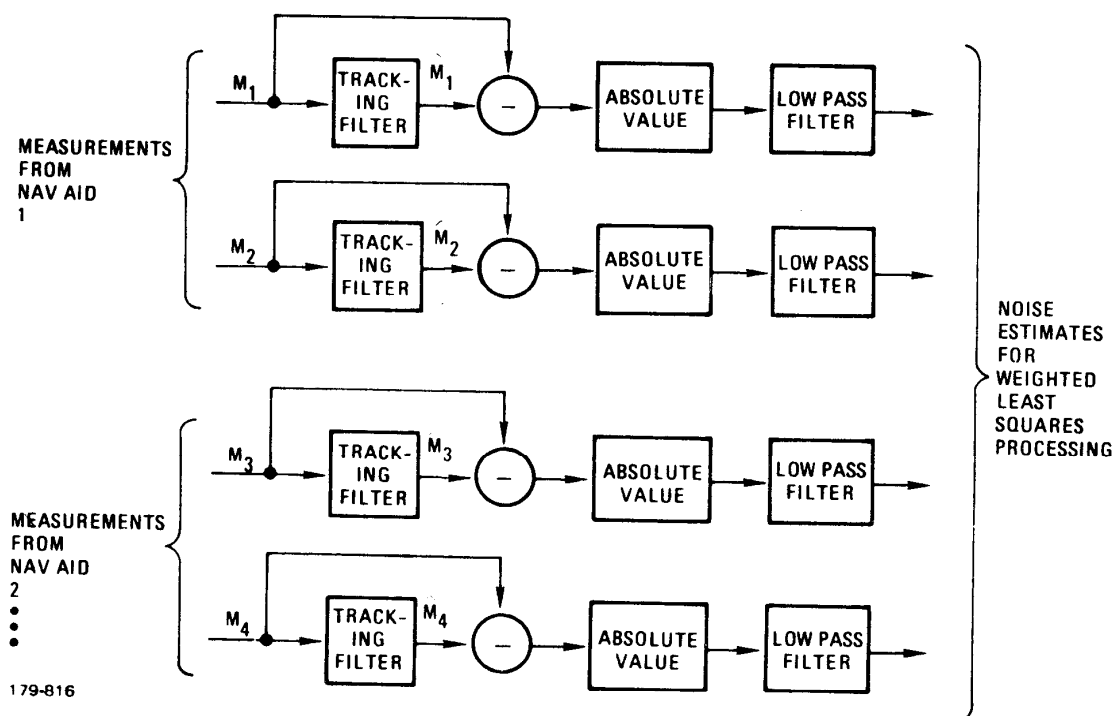 MEASUREMENTS
FROM
NAV AID
1
M1
TRACK-
ING
FILTER
M1
−
ABSOLUTE
VALUE
LOW PASS
FILTER
M2
TRACK-
ING
FILTER
M2
−
ABSOLUTE
VALUE
LOW PASS
FILTER
MEASUREMENTS
FROM
NAV AID
2
M3
TRACK-
ING
FILTER
M3
−
ABSOLUTE
VALUE
LOW PASS
FILTER
M4
TRACK-
ING
FILTER
M4
−
ABSOLUTE
VALUE
LOW PASS
FILTER
NOISE
ESTIMATES
FOR
WEIGHTED
LEAST
SQUARES
PROCESSING
179-816